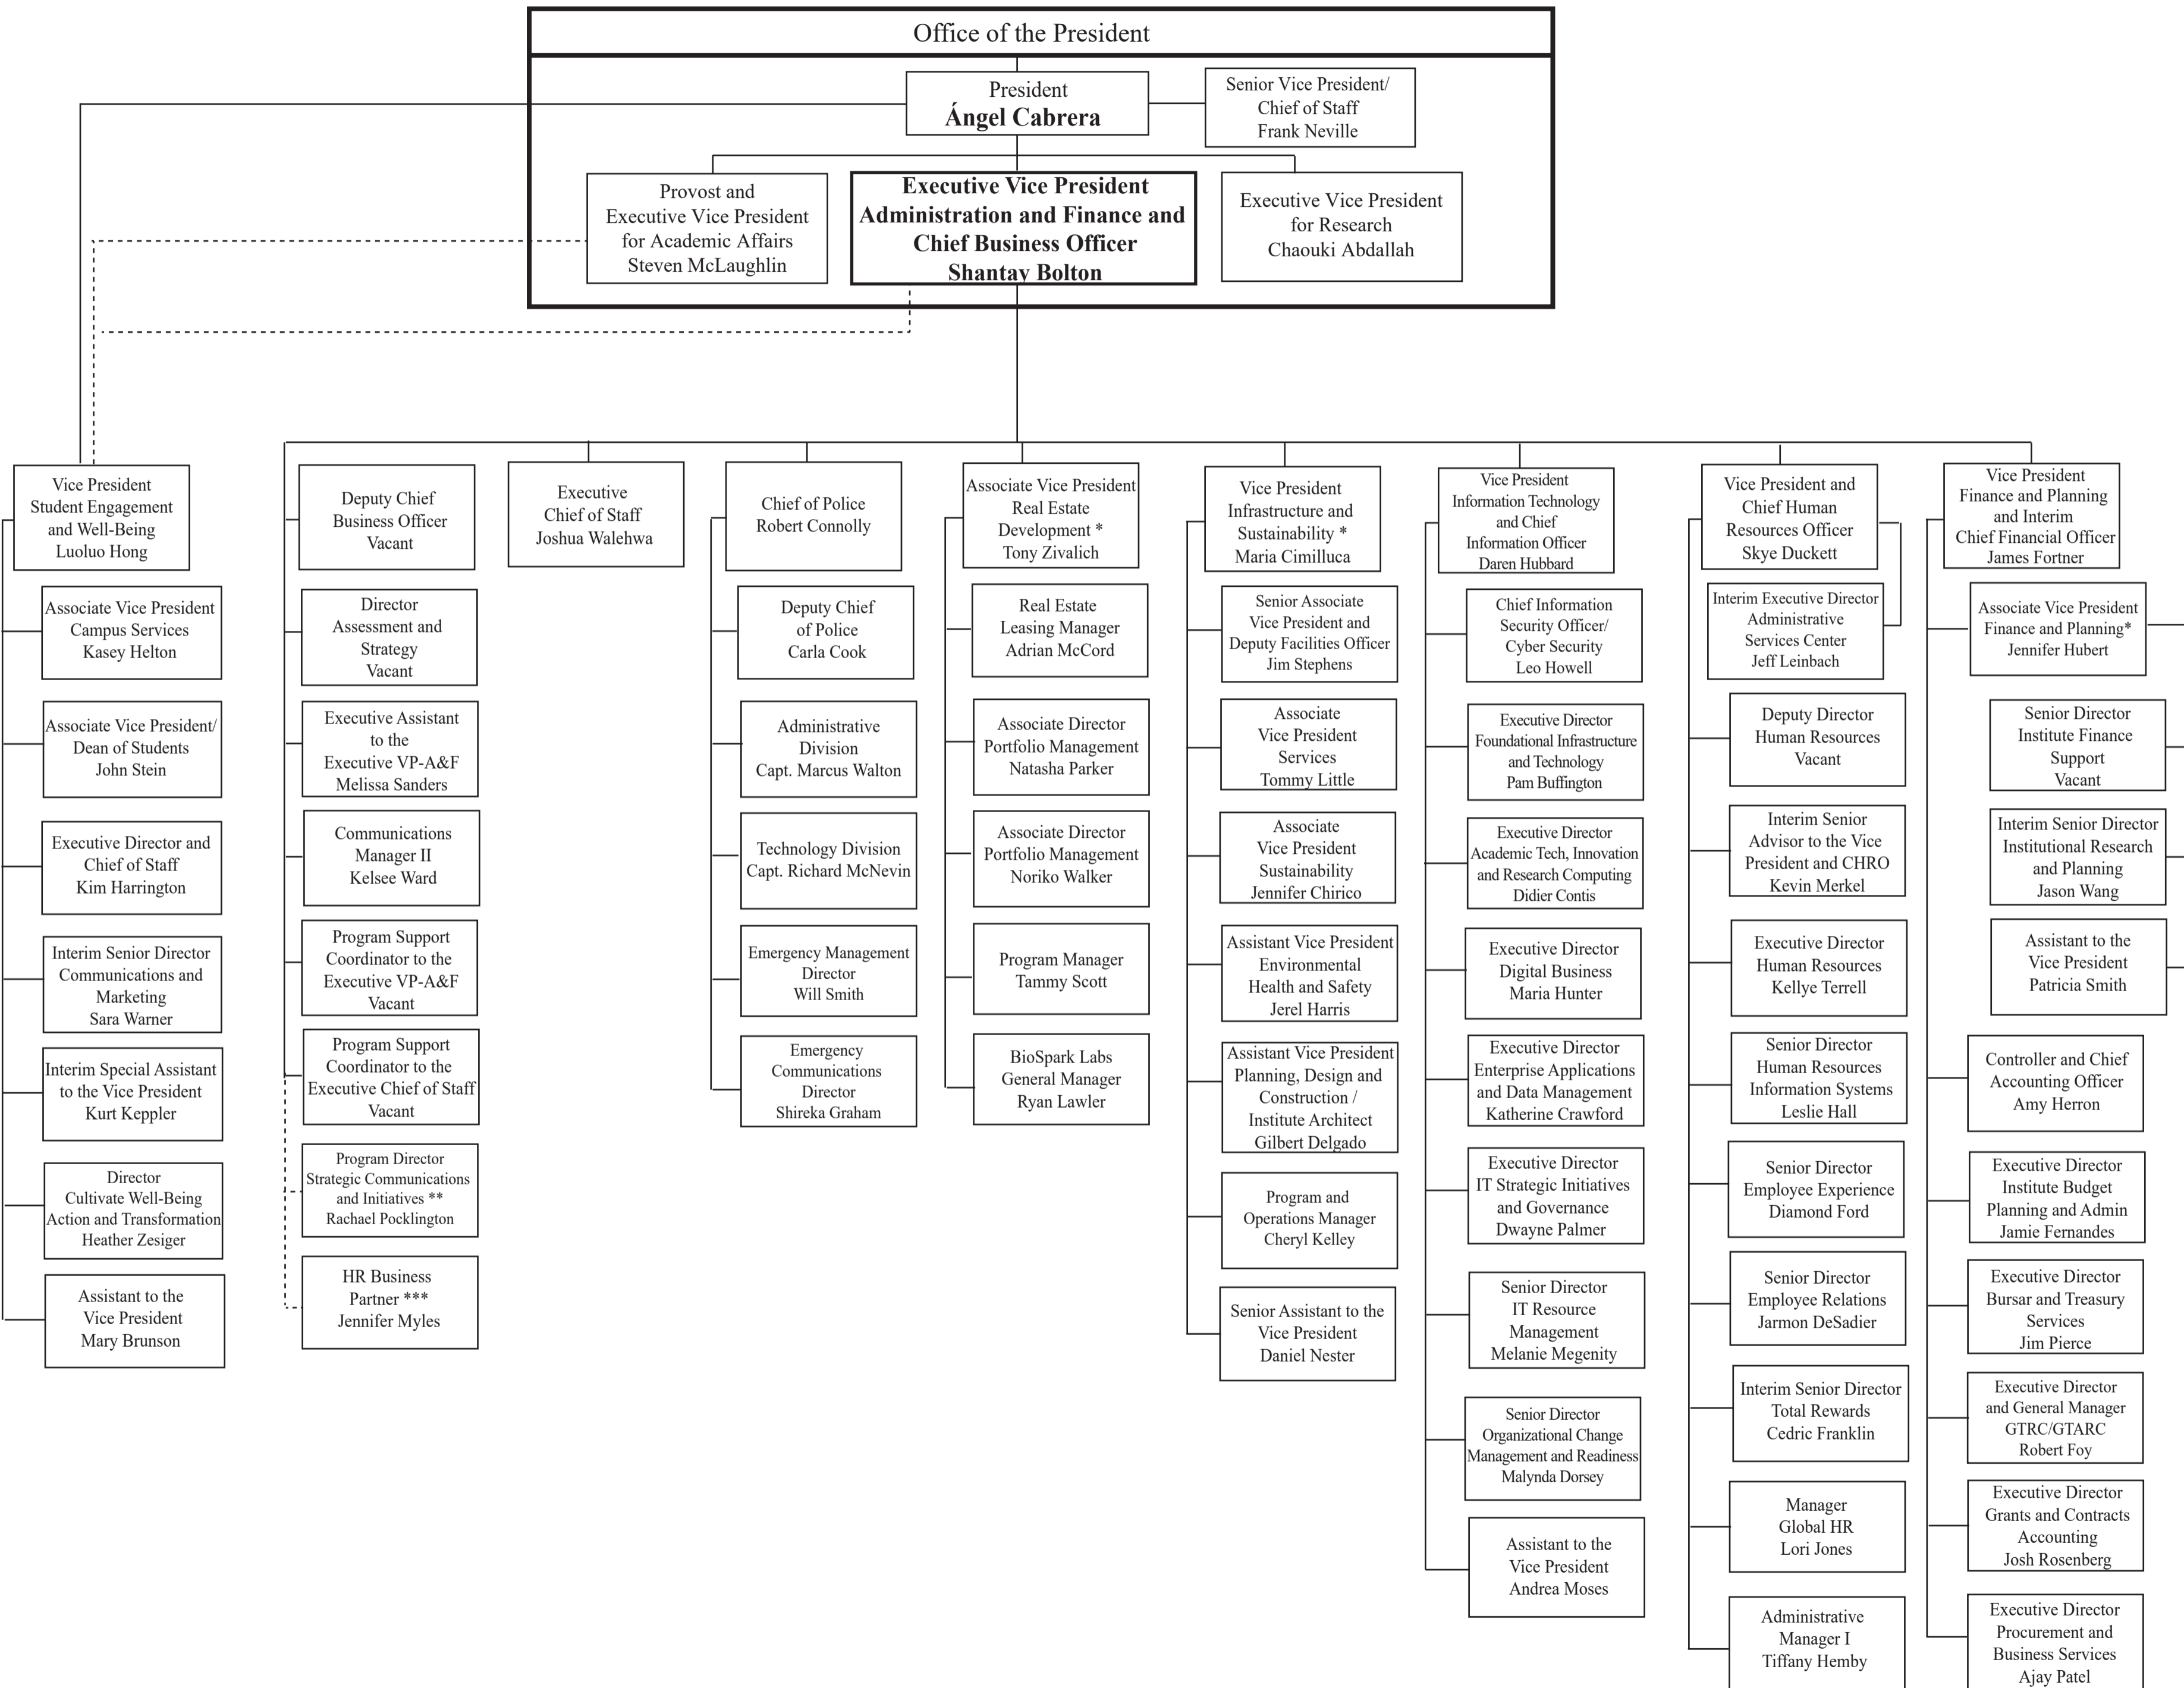 Office of the President
President
Ángel Cabrera
Senior Vice President/
Chief of Staff
Frank Neville
Provost and
Executive Vice President
for Academic Affairs
Steven McLaughlin
Executive Vice President
Administration and Finance and
Chief Business Officer
Shantay Bolton
Executive Vice President
for Research
Chaouki Abdallah
Vice President
Student Engagement
and Well-Being
Luoluo Hong
Associate Vice President
Campus Services
Kasey Helton
Associate Vice President/
Dean of Students
John Stein
Executive Director and
Chief of Staff
Kim Harrington
Interim Senior Director
Communications and
Marketing
Sara Warner
Interim Special Assistant
to the Vice President
Kurt Keppler
Director
Cultivate Well-Being
Action and Transformation
Heather Zesiger
Assistant to the
Vice President
Mary Brunson
Deputy Chief
Business Officer
Vacant
Director
Assessment and
Strategy
Vacant
Executive Assistant
to the
Executive VP-A&F
Melissa Sanders
Communications
Manager II
Kelsee Ward
Program Support
Coordinator to the
Executive VP-A&F
Vacant
Program Support
Coordinator to the
Executive Chief of Staff
Vacant
Program Director
Strategic Communications
and Initiatives **
Rachael Pocklington
HR Business
Partner ***
Jennifer Myles
Executive
Chief of Staff
Joshua Walehwa
Chief of Police
Robert Connolly
Deputy Chief
of Police
Carla Cook
Administrative
Division
Capt. Marcus Walton
Technology Division
Capt. Richard McNevin
Emergency Management
Director
Will Smith
Emergency
Communications
Director
Shireka Graham
Associate Vice President
Real Estate
Development *
Tony Zivalich
Real Estate
Leasing Manager
Adrian McCord
Associate Director
Portfolio Management
Natasha Parker
Associate Director
Portfolio Management
Noriko Walker
Program Manager
Tammy Scott
BioSpark Labs
General Manager
Ryan Lawler
Vice President
Infrastructure and
Sustainability *
Maria Cimilluca
Senior Associate
Vice President and
Deputy Facilities Officer
Jim Stephens
Associate
Vice President
Services
Tommy Little
Associate
Vice President
Sustainability
Jennifer Chirico
Assistant Vice President
Environmental
Health and Safety
Jerel Harris
Assistant Vice President
Planning, Design and
Construction /
Institute Architect
Gilbert Delgado
Program and
Operations Manager
Cheryl Kelley
Senior Assistant to the
Vice President
Daniel Nester
Vice President
Information Technology
and Chief
Information Officer
Daren Hubbard
Chief Information
Security Officer/
Cyber Security
Leo Howell
Executive Director
Foundational Infrastructure
and Technology
Pam Buffington
Executive Director
Academic Tech, Innovation
and Research Computing
Didier Contis
Executive Director
Digital Business
Maria Hunter
Executive Director
Enterprise Applications
and Data Management
Katherine Crawford
Executive Director
IT Strategic Initiatives
and Governance
Dwayne Palmer
Senior Director
IT Resource
Management
Melanie Megenity
Senior Director
Organizational Change
Management and Readiness
Malynda Dorsey
Assistant to the
Vice President
Andrea Moses
Vice President and
Chief Human
Resources Officer
Skye Duckett
Interim Executive Director
Administrative
Services Center
Jeff Leinbach
Deputy Director
Human Resources
Vacant
Interim Senior
Advisor to the Vice
President and CHRO
Kevin Merkel
Executive Director
Human Resources
Kellye Terrell
Senior Director
Human Resources
Information Systems
Leslie Hall
Senior Director
Employee Experience
Diamond Ford
Senior Director
Employee Relations
Jarmon DeSadier
Interim Senior Director
Total Rewards
Cedric Franklin
Manager
Global HR
Lori Jones
Administrative
Manager I
Tiffany Hemby
Vice President
Finance and Planning
and Interim
Chief Financial Officer
James Fortner
Associate Vice President
Finance and Planning*
Jennifer Hubert
Senior Director
Institute Finance
Support
Vacant
Interim Senior Director
Institutional Research
and Planning
Jason Wang
Assistant to the
Vice President
Patricia Smith
Controller and Chief
Accounting Officer
Amy Herron
Executive Director
Institute Budget
Planning and Admin
Jamie Fernandes
Executive Director
Bursar and Treasury
Services
Jim Pierce
Executive Director
and General Manager
GTRC/GTARC
Robert Foy
Executive Director
Grants and Contracts
Accounting
Josh Rosenberg
Executive Director
Procurement and
Business Services
Ajay Patel